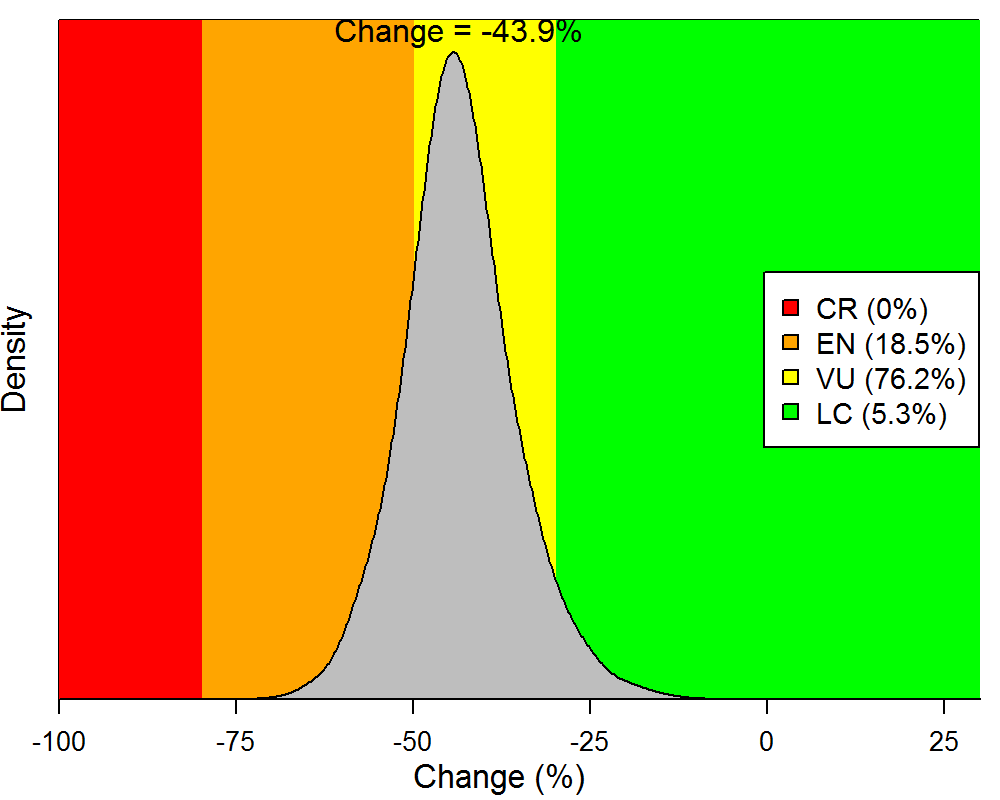 Change = -43.9%
Density
CR (0%)
EN (18.5%)
VU (76.2%)
LC (5.3%)
-100 -75 -50 -25 0 25
Change (%)